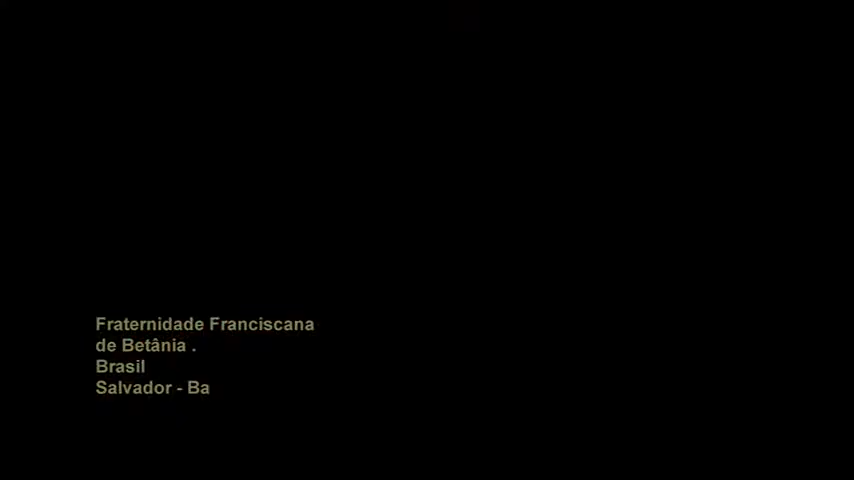 Fraternidade Franciscana
de Betânia .
Brasil
Salvador - Ba